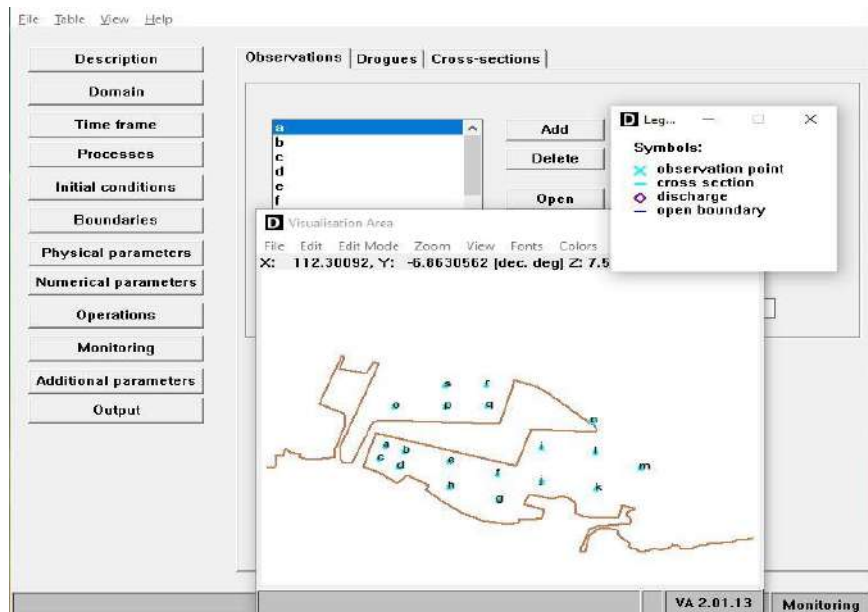 File Table View Help
Description
Domain
Time frame
Processes
Initial conditions
Boundaries
Physical parameters
Numerical parameters
Operations
Monitoring
Additional parameters
Output
Observations Drogues Cross-sections
a
b
c
d
e
f
Add
Delete
Open
D Leg...
Symbols:
observation point
cross section
discharge
open boundary
D Visualisation Area
File Edit Edit Mode Zoom View Fonts Colors
X: 112.30092, Y: -6.8630562 [dec. deg] Z: 7.5
s r
o p q
n
a b i l
c d e f m
h j k
g
VA 2.01.13 Monitoring